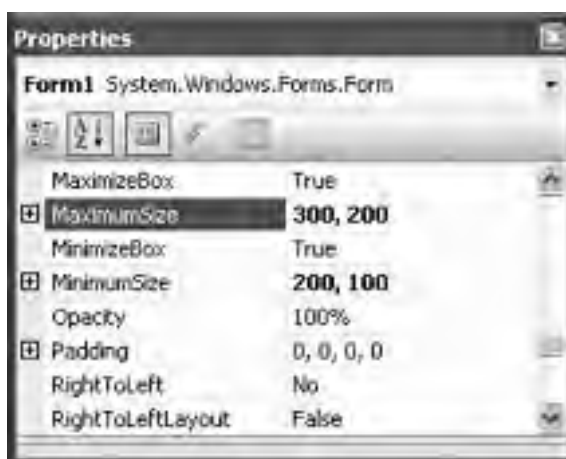 Properties
Form1 System.Windows.Forms.Form
MaximizeBox True
MaximumSize 300, 200
MinimizeBox True
MinimumSize 200, 100
Opacity 100%
Padding 0, 0, 0, 0
RightToLeft No
RightToLeftLayout False